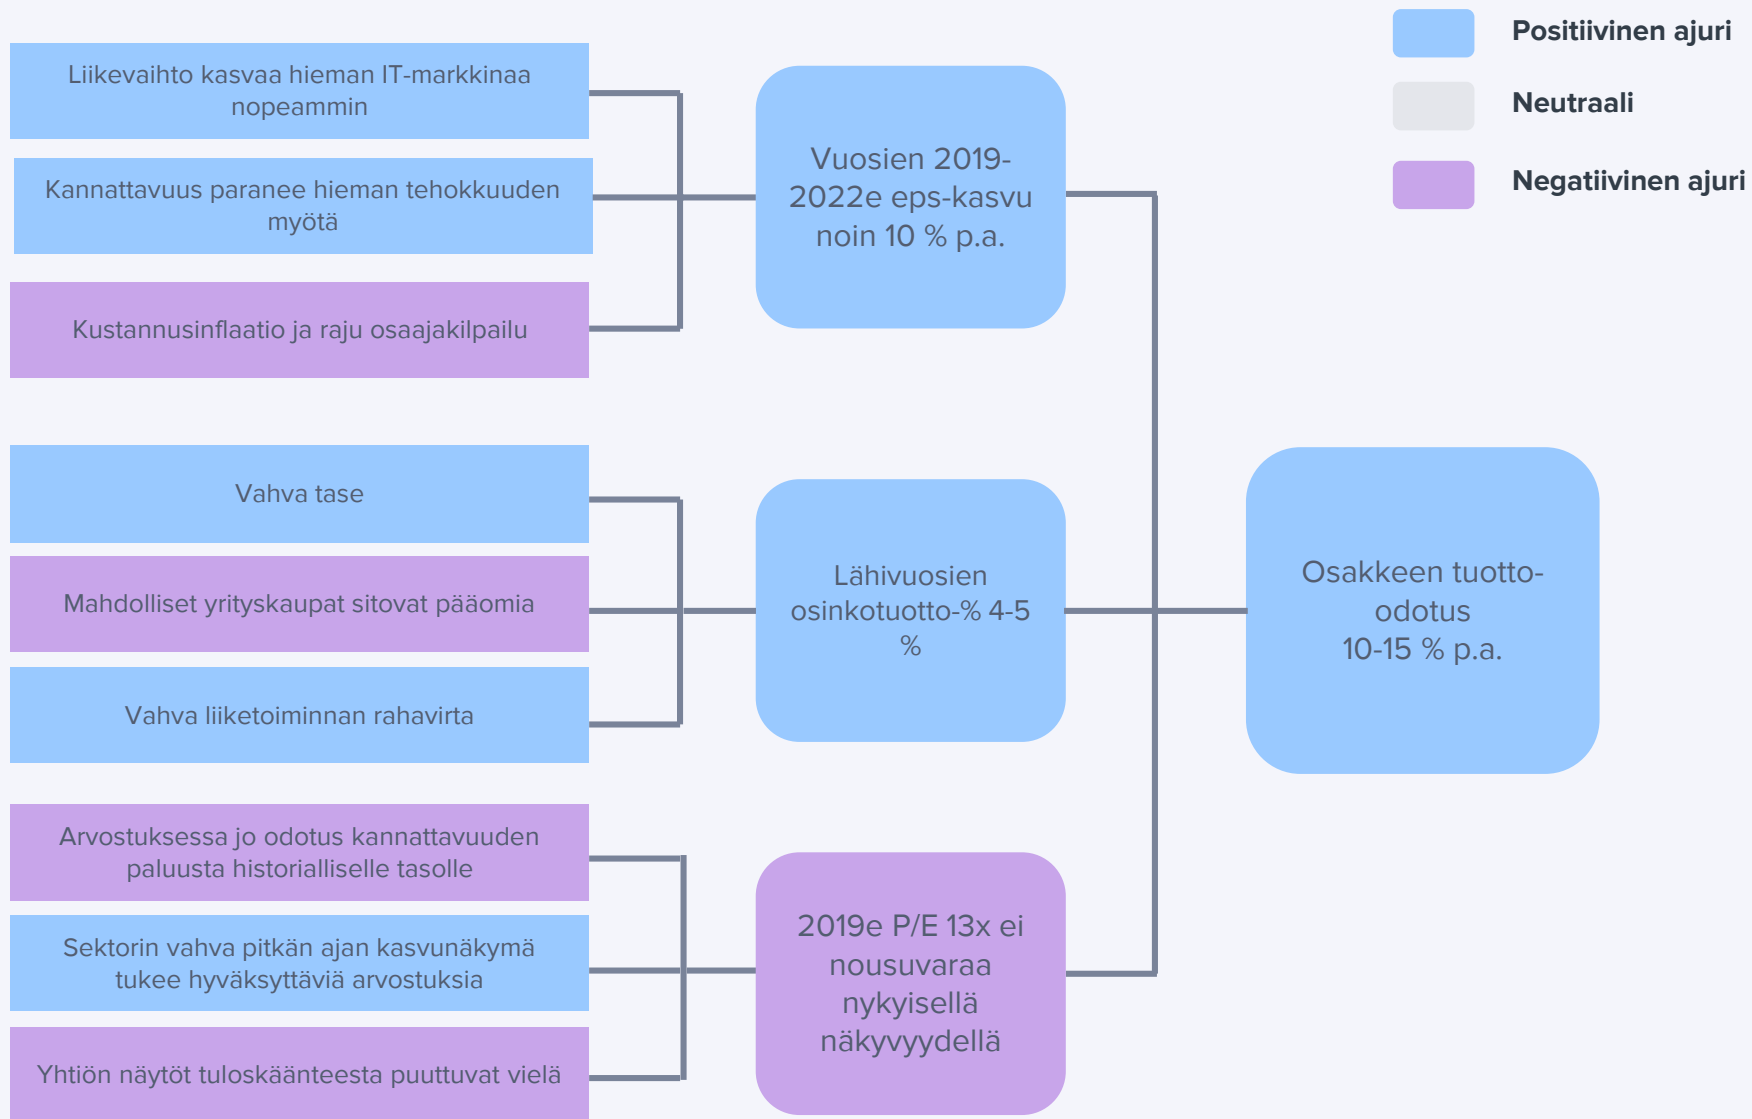 Positiivinen ajuri
Neutraali
Negatiivinen ajuri
Liikevaihto kasvaa hieman IT-markkinaa
nopeammin
Kannattavuus paranee hieman tehokkuuden
myötä
Kustannusinflaatio ja raju osaajakilpailu
Vuosien 2019-
2022e eps-kasvu
noin 10 % p.a.
Vahva tase
Mahdolliset yrityskaupat sitovat pääomia
Vahva liiketoiminnan rahavirta
Lähivuosien
osinkotuotto-% 4-5
%
Arvostuksessa jo odotus kannattavuuden
paluusta historialliselle tasolle
Sektorin vahva pitkän ajan kasvunäkymä
tukee hyväksyttäviä arvostuksia
Yhtiön näytöt tuloskäänteestä puuttuvat vielä
2019e P/E 13x ei
nousuvaraa
nykyisellä
näkyvyydellä
Osakkeen tuotto-
odotus
10-15 % p.a.